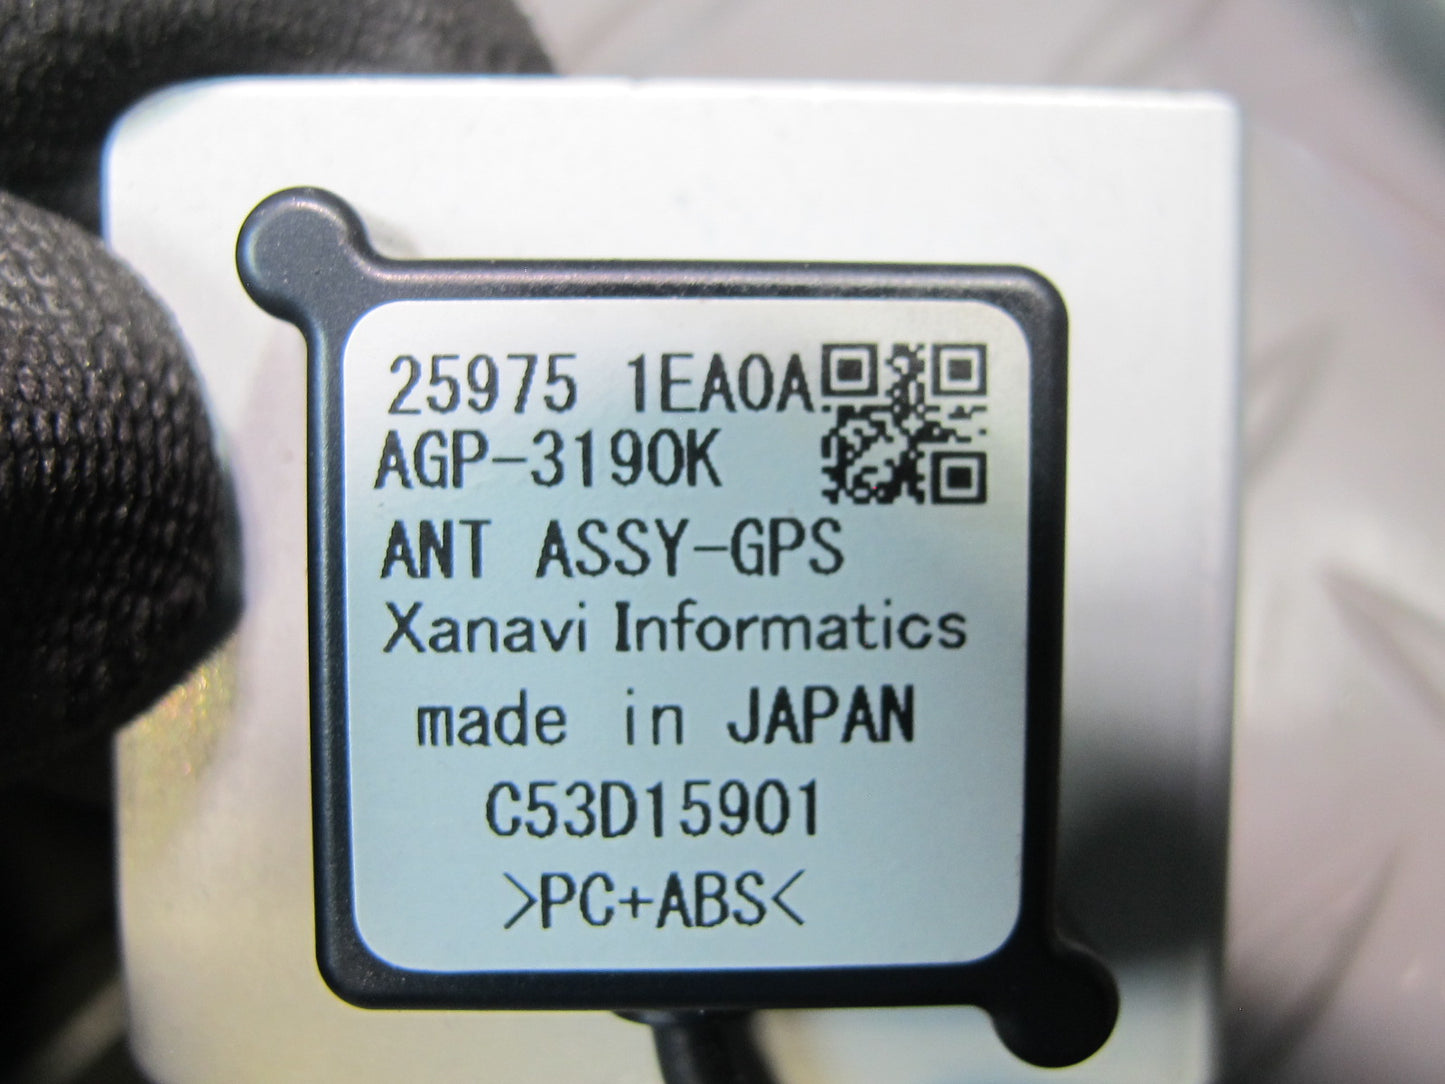 25975 1EA0A
AGP-3190K
ANT ASSY-GPS
Xanavi Informatics
made in JAPAN
C53D15901
>PC+ABS<